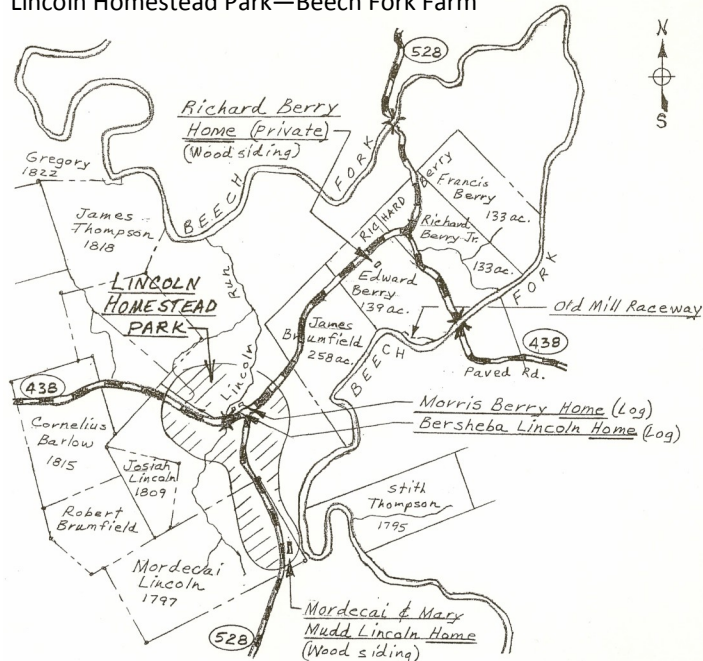 Lincoln Homestead Park—Beech Fork Farm
528
N
S
Richard Berry
Home (Private)
(Wood siding)
Gregory
1822
BEECH
FORK
RICHARD
Berry
Francis
Berry
133 ac.
James
Thompson
1818
Richard
Berry Jr.
133 ac.
LINCOLN
HOMESTEAD
PARK
Lincoln
Run
Edward
Berry
139 ac.
James
Brumfield
258 ac.
BEECH
FORK
Old Mill Raceway
438
Paved Rd.
438
Morris Berry Home (Log)
Bersheba Lincoln Home (Log)
Cornelius
Barlow
1815
Josiah
Lincoln
1809
Robert
Brumfield
Stith
Thompson
1795
Mordecai
Lincoln
1797
Mordecai & Mary
Mudd Lincoln Home
(Wood siding)
528